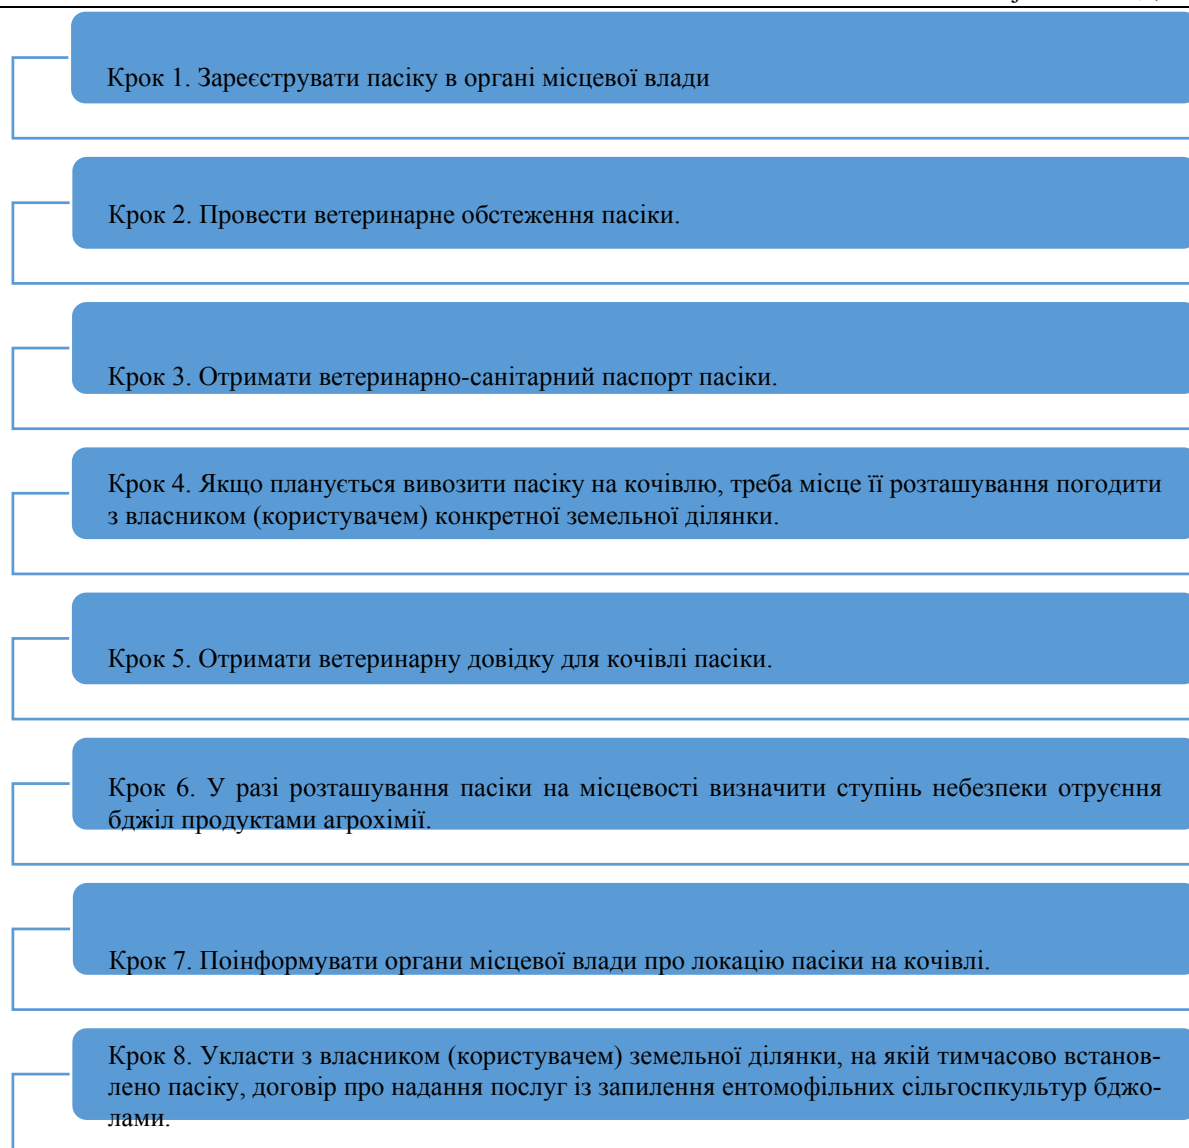 Крок 1. Зареєструвати пасіку в органі місцевої влади
Крок 2. Провести ветеринарне обстеження пасіки.
Крок 3. Отримати ветеринарно-санітарний паспорт пасіки.
Крок 4. Якщо планується вивозити пасіку на кочівлю, треба місце її розташування погодити
з власником (користувачем) конкретної земельної ділянки.
Крок 5. Отримати ветеринарну довідку для кочівлі пасіки.
Крок 6. У разі розташування пасіки на місцевості визначити ступінь небезпеки отруєння
бджіл продуктами агрохімії.
Крок 7. Поінформувати органи місцевої влади про локацію пасіки на кочівлі.
Крок 8. Укласти з власником (користувачем) земельної ділянки, на якій тимчасово встанов-
лено пасіку, договір про надання послуг із запилення ентомофільних сільгоспкультур бджо-
лами.